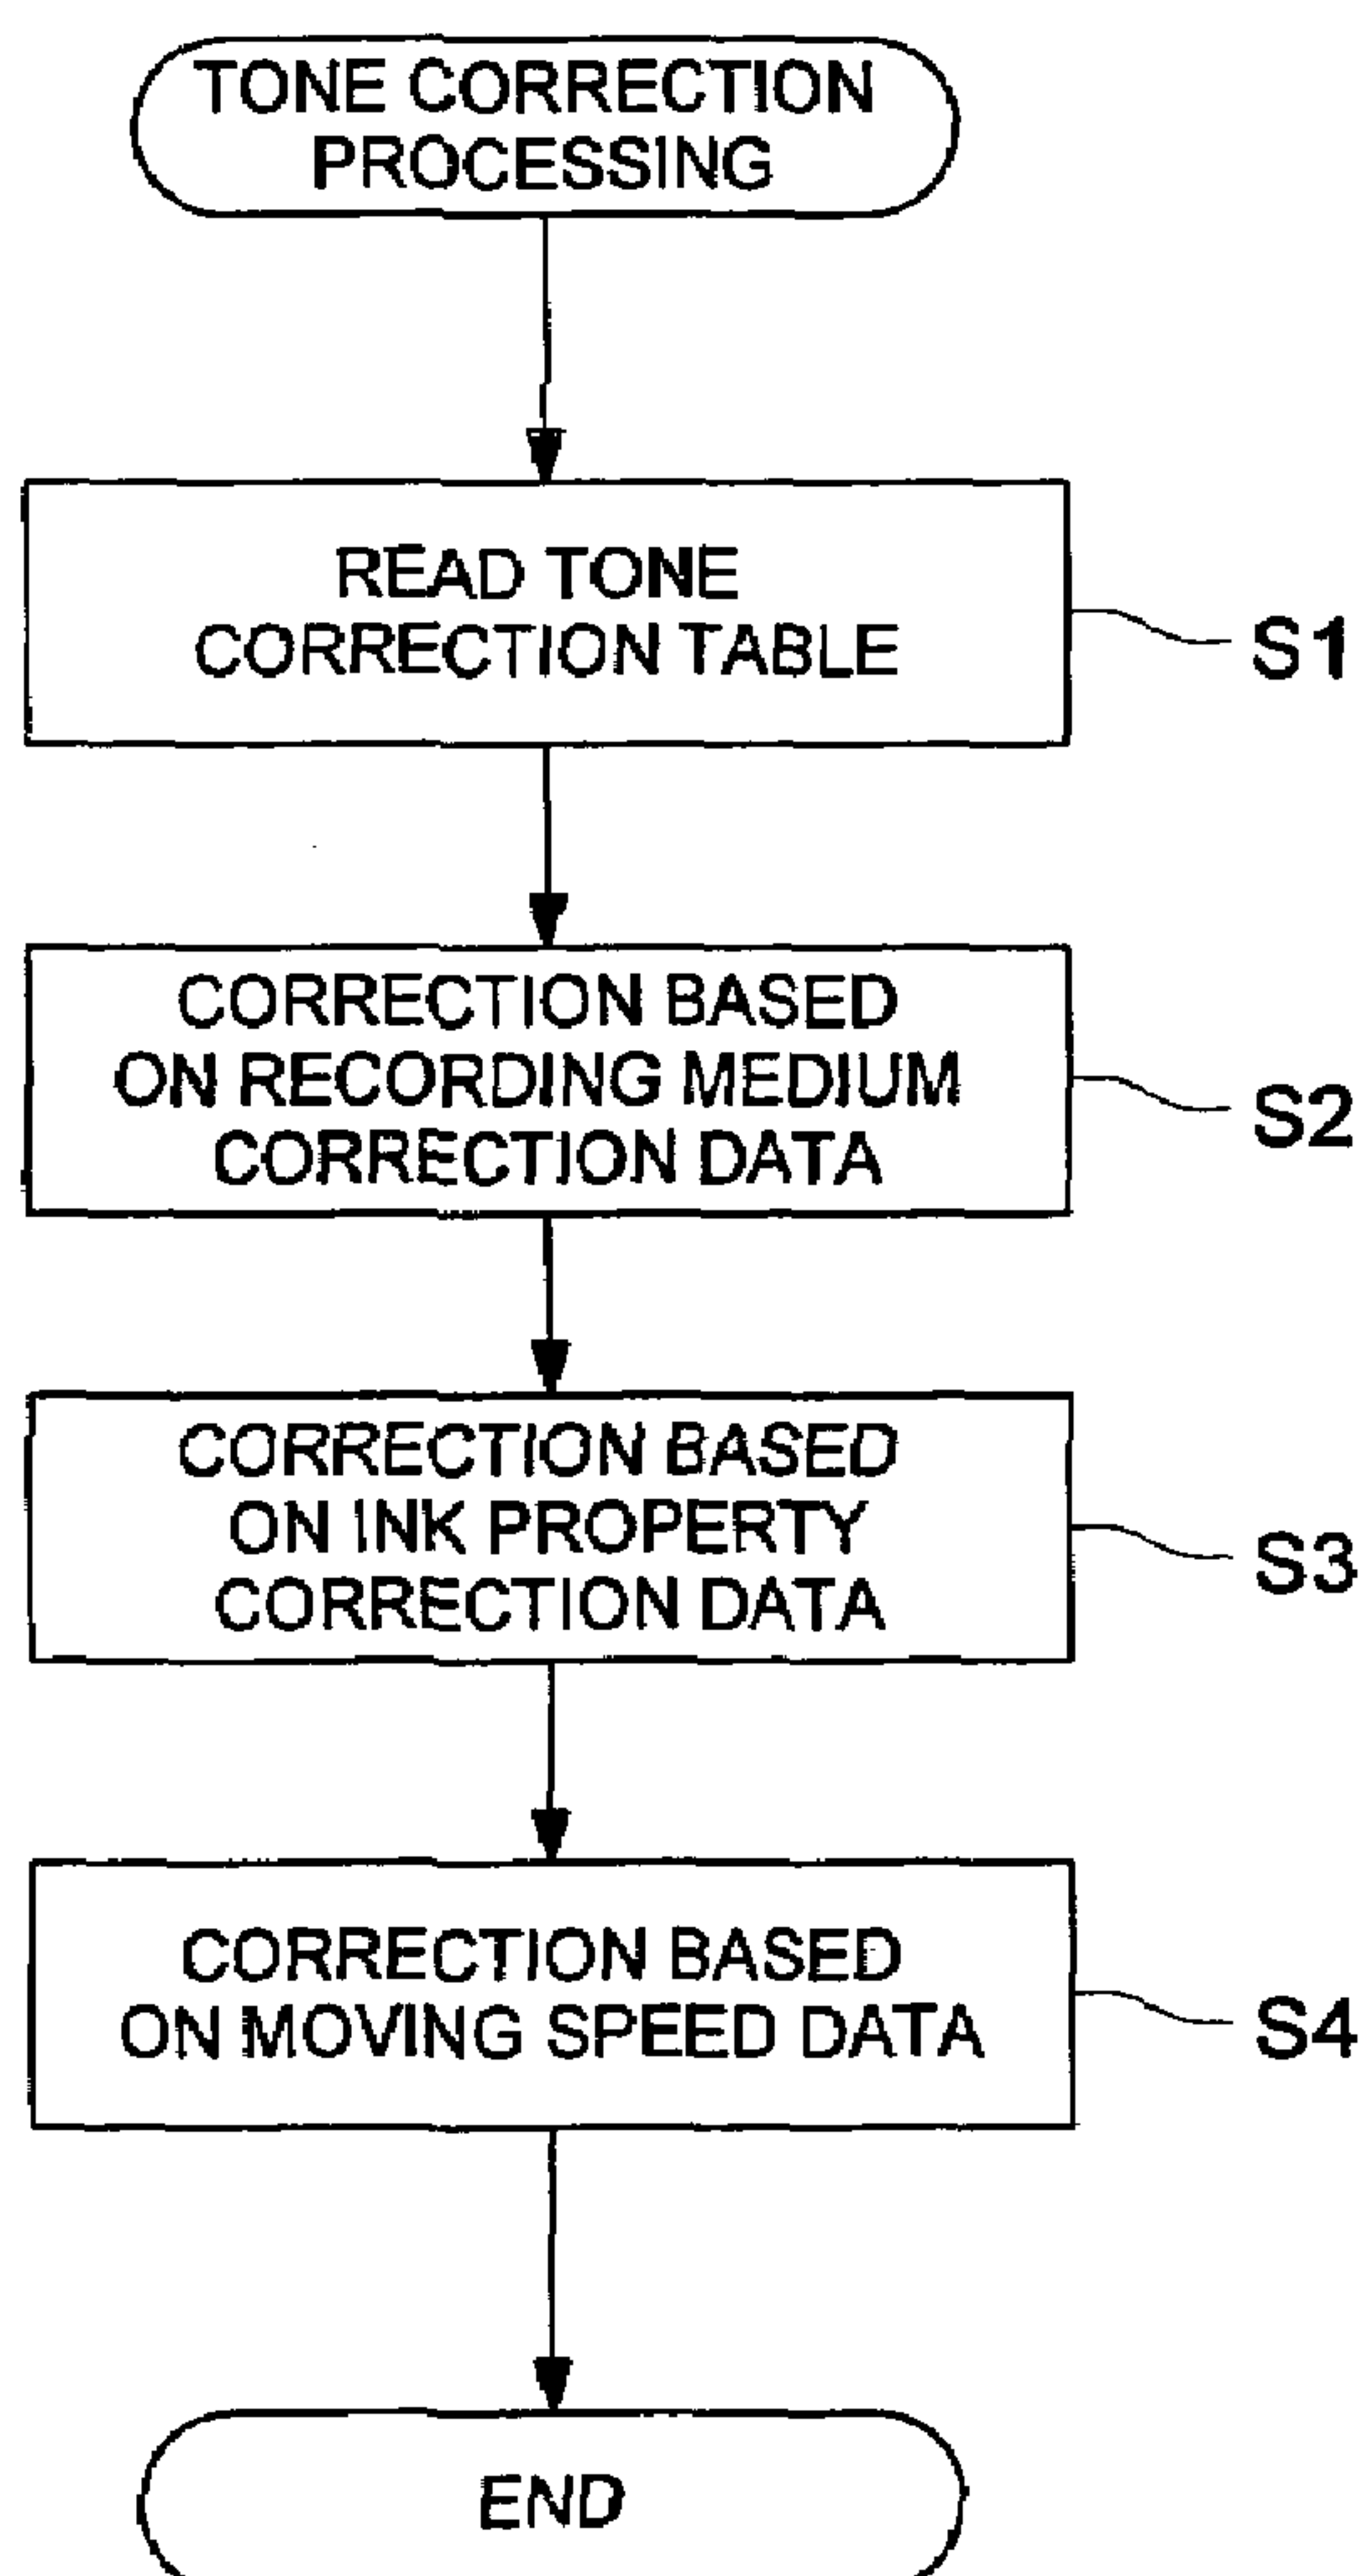 TONE CORRECTION
PROCESSING
READ TONE
CORRECTION TABLE
S1
CORRECTION BASED
ON RECORDING MEDIUM
CORRECTION DATA
S2
CORRECTION BASED
ON INK PROPERTY
CORRECTION DATA
S3
CORRECTION BASED
ON MOVING SPEED DATA
S4
END